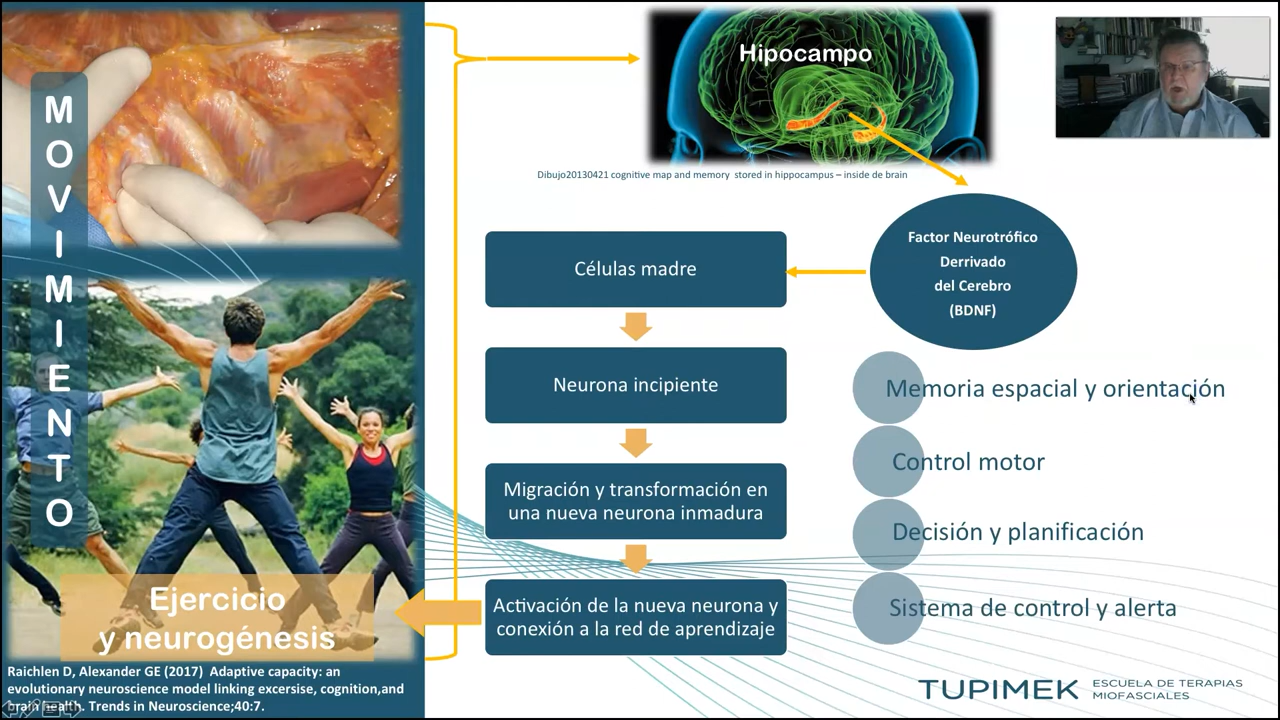 MOVIMIENTO
Hipocampo
Dibujo20130421 cognitive map and memory stored in hippocampus – inside de brain
Factor Neurotrófico
Derrivado
del Cerebro
(BDNF)
Células madre
Neurona incipiente
Migración y transformación en
una nueva neurona inmadura
Activación de la nueva neurona y
conexión a la red de aprendizaje
Memoria espacial y orientación
Control motor
Decisión y planificación
Sistema de control y alerta
Ejercicio
y neurogénesis
Raichlen D, Alexander GE (2017) Adaptive capacity: an
evolutionary neuroscience model linking excersise, cognition,and
brain health. Trends in Neuroscience;40:7.
TUPIMEK
ESCUELA DE TERAPIAS
MIOFASCIALES